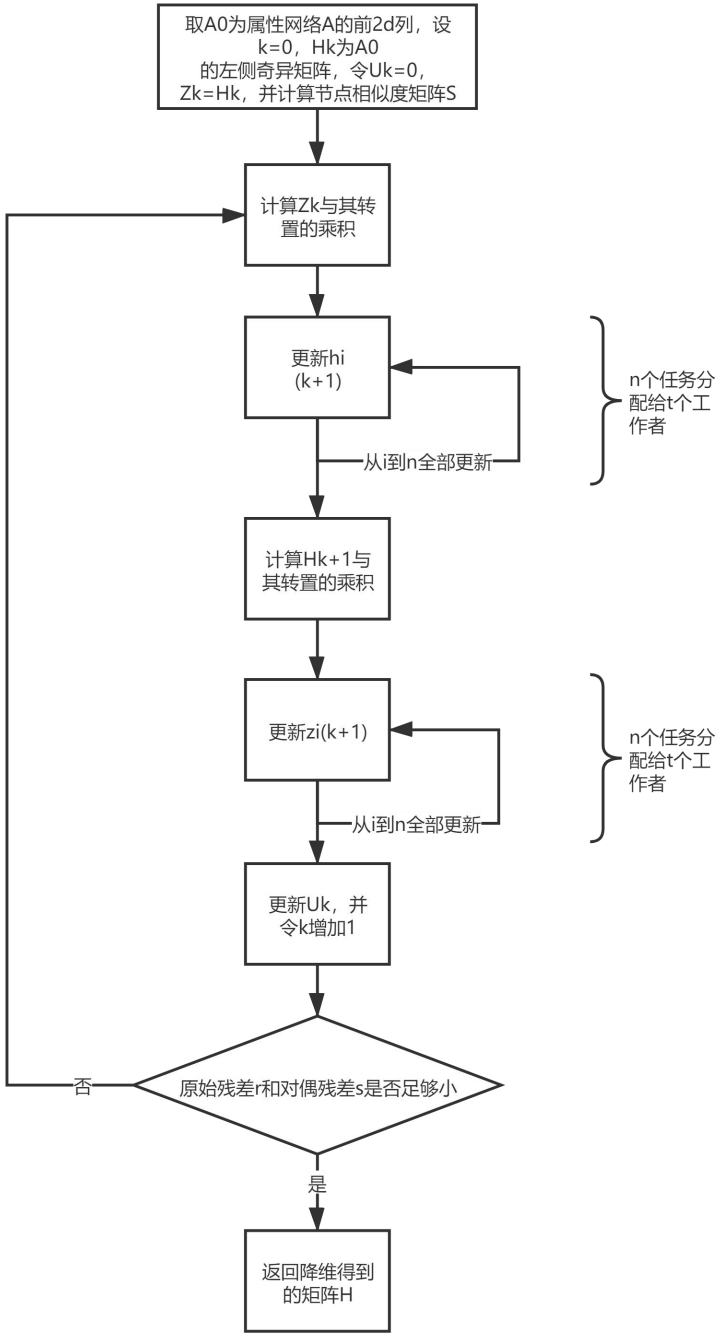 取A0为属性网络A的前2d列，设
k=0，Hk为A0
的左侧奇异矩阵，令Uk=0，
Zk=Hk，并计算节点相似度矩阵S
计算Zk与其转
置的乘积
更新hi
(k+1)
n个任务分
配给t个工
作者
从i到n全部更新
计算Hk+1与
其转置的乘积
更新zi(k+1)
n个任务分
配给t个工
作者
从i到n全部更新
更新Uk，并
令k增加1
否
原始残差r和对偶残差s是否足够小
是
返回降维得到
的矩阵H